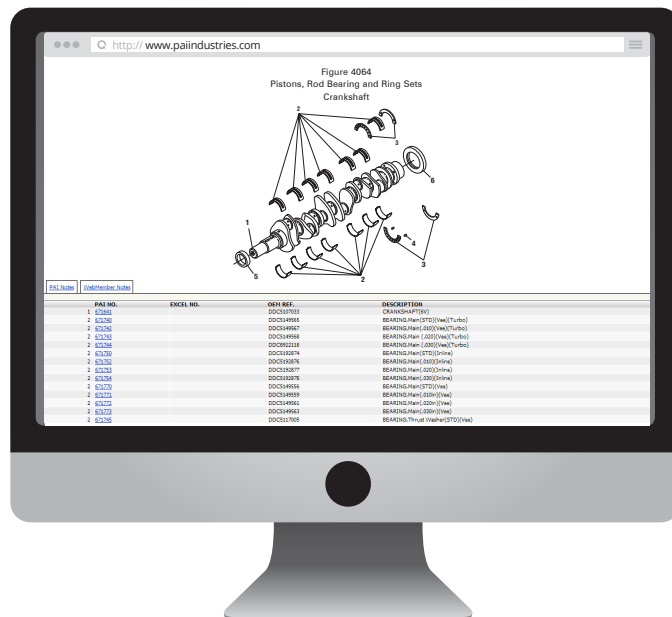 http:// www.paiindustries.com
Figure 4064
Pistons, Rod Bearing and Ring Sets
Crankshaft
2
3
6
1
4
5
3
2
PAI Notes WebMember Notes
PAI NO. EXCEL NO. OEM REF. DESCRIPTION
1 671641 DDC5107033 CRANKSHAFT(6V)
2 671740 DDC5149565 BEARING,Main(STD)(Vee)(Turbo)
2 671742 DDC5149567 BEARING,Main(.010)(Vee)(Turbo)
2 671743 DDC5149568 BEARING,Main (.020)(Vee)(Turbo)
2 671744 DDC8922118 BEARING,Main (.030)(Vee)(Turbo)
2 671750 DDC5192874 BEARING,Main(STD)(Inline)
2 671752 DDC5192876 BEARING,Main(.010)(Inline)
2 671753 DDC5192877 BEARING,Main(.020)(Inline)
2 671754 DDC5192878 BEARING,Main(.030)(Inline)
2 671770 DDC5149556 BEARING,Main(STD)(Vee)
2 671771 DDC5149559 BEARING,Main(.010in)(Vee)
2 671772 DDC5149561 BEARING,Main(.020in)(Vee)
2 671773 DDC5149563 BEARING,Main(.030in)(Vee)
2 671745 DDC5117005 BEARING,Thrust Washer(STD)(Vee)